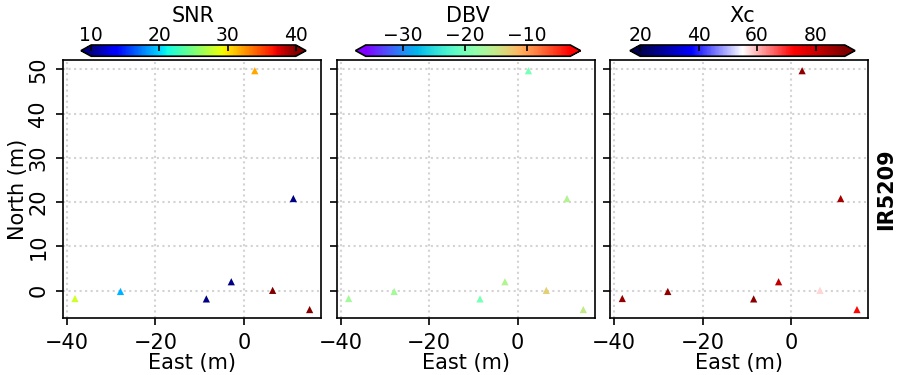 SNR DBV Xc
10 20 30 40 −30 −20 −10 20 40 60 80
50
40
30
20
10
0
North (m)
IR5209
−40 −20 0 −40 −20 0 −40 −20 0
East (m) East (m) East (m)